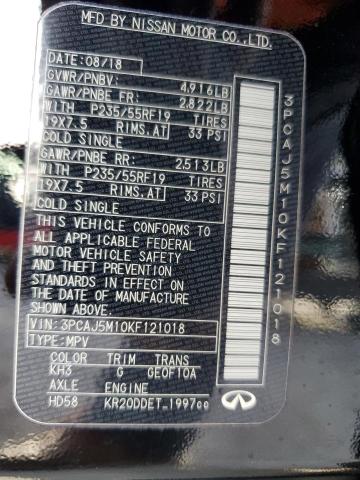 MFD BY NISSAN MOTOR CO., LTD.
DATE: 08/18
GVWR/PNBV: 4,916LB
GAWR/PNBE FR: 2,822LB
WITH P235/55RF19 TIRES
19X7.5 RIMS.AT 33 PSI
COLD SINGLE
GAWR/PNBE RR: 2,513LB
WITH P235/55RF19 TIRES
19X7.5 RIMS.AT 33 PSI
COLD SINGLE
THIS VEHICLE CONFORMS TO
ALL APPLICABLE FEDERAL
MOTOR VEHICLE SAFETY
AND BUMPER STANDARDS
IN EFFECT ON THE DATE
OF MANUFACTURE
SHOWN ABOVE.
VIN: 3PCAJ5M10KF121018
TYPE: MPV
COLOR TRIM TRANS
KH3 G GE0F10A
AXLE ENGINE
HD58 KR20DDET_1997cc
INFINITI
3PCAJ5M10KF121018